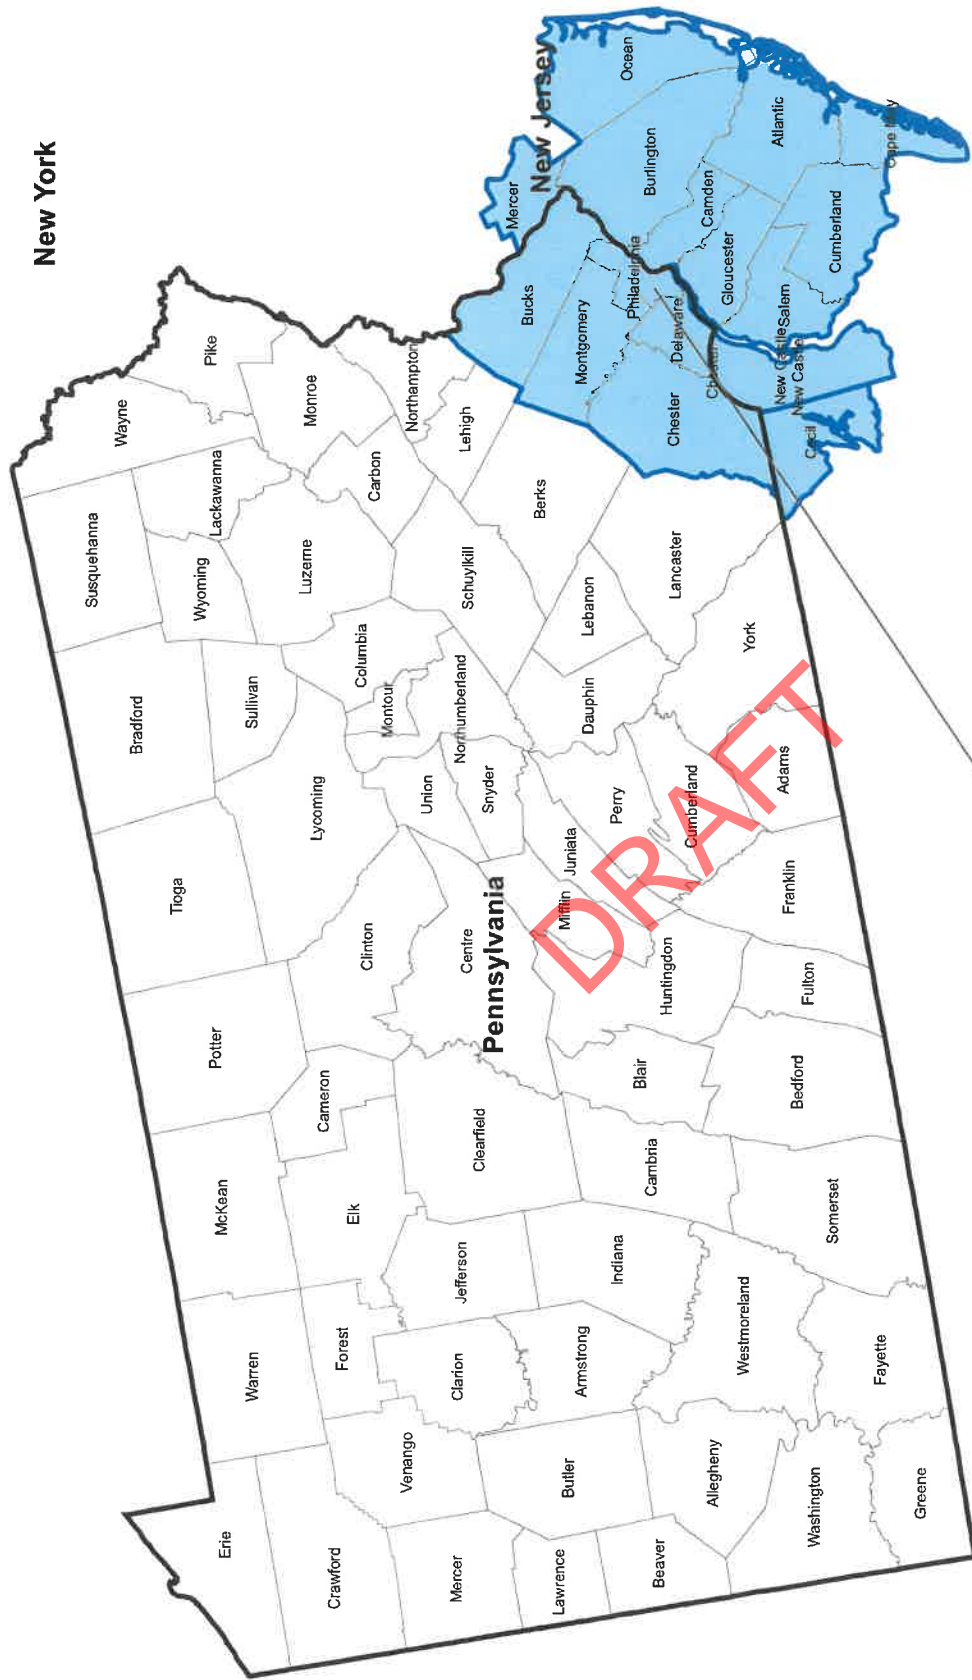 New York
New Jersey
Pennsylvania
Erie
Crawford
Mercer
Lawrence
Beaver
Washington
Greene
Warren
Forest
Venango
Clarion
Butler
Armstrong
Allegheny
Westmoreland
Fayette
McKean
Elk
Jefferson
Indiana
Cambria
Somerset
Potter
Cameron
Clearfield
Blair
Bedford
Tioga
Clinton
Centre
Mifflin
Juniata
Huntingdon
Fulton
Franklin
Bradford
Sullivan
Lycoming
Union
Snyder
Perry
Cumberland
Adams
Columbia
Montour
Northumberland
Dauphin
York
Susquehanna
Wyoming
Lackawanna
Luzerne
Schuylkill
Lebanon
Lancaster
Wayne
Pike
Monroe
Carbon
Northampton
Lehigh
Berks
Bucks
Montgomery
Philadelphia
Delaware
Chester
Chester
Mercer
Ocean
Burlington
Camden
Atlantic
Gloucester
Cumberland
Salem
Cape May
New Castle
New Castle
Cecil
DRAFT